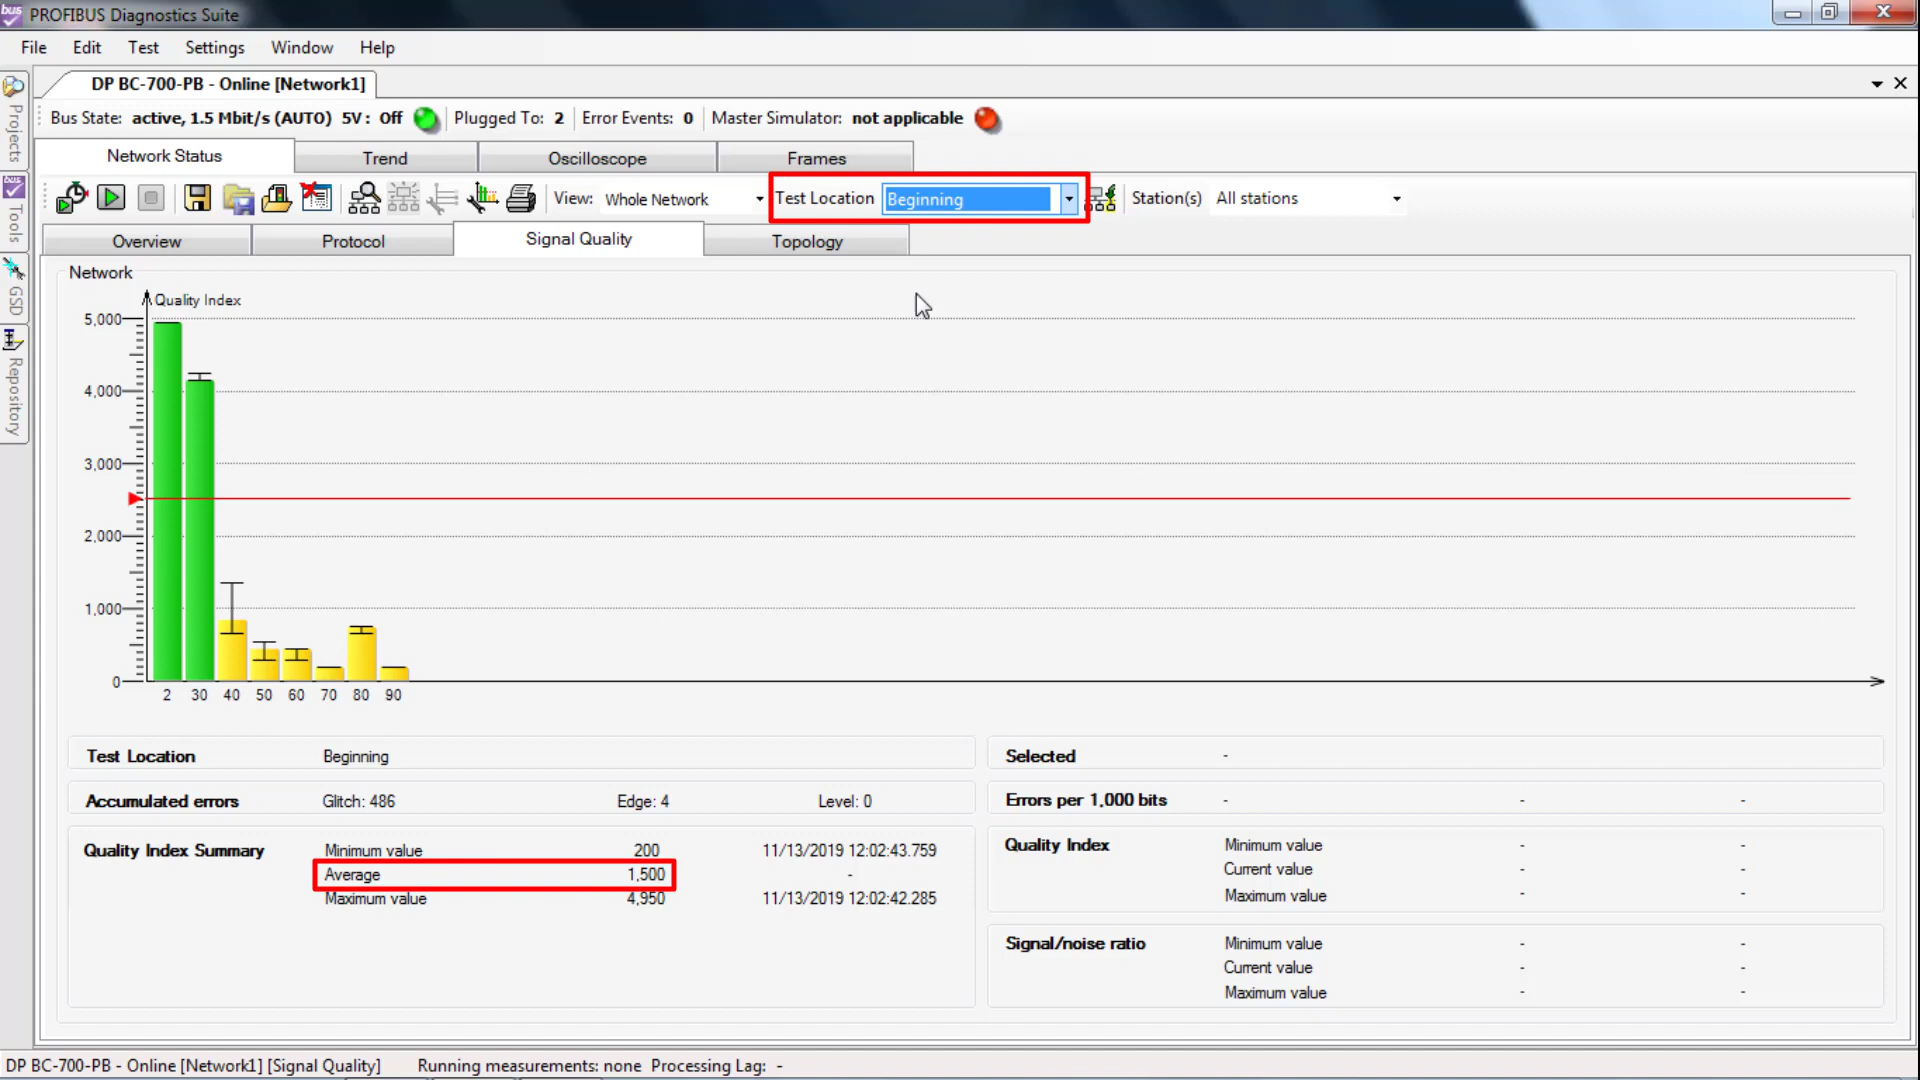 bus PROFIBUS Diagnostics Suite
File Edit Test Settings Window Help
DP BC-700-PB - Online [Network1]
Bus State: active, 1.5 Mbit/s (AUTO) 5V: Off Plugged To: 2 Error Events: 0 Master Simulator: not applicable
Network Status Trend Oscilloscope Frames
View: Whole Network Test Location Beginning Station(s) All stations
Overview Protocol Signal Quality Topology
Projects
bus Tools
GSD
Repository
Network
Quality Index
5,000
4,000
3,000
2,000
1,000
0
2 30 40 50 60 70 80 90
Test Location Beginning
Accumulated errors Glitch: 486 Edge: 4 Level: 0
Quality Index Summary Minimum value 200 11/13/2019 12:02:43.759
Average 1,500 -
Maximum value 4,950 11/13/2019 12:02:42.285
Selected -
Errors per 1,000 bits - - -
Quality Index Minimum value - -
Current value - -
Maximum value - -
Signal/noise ratio Minimum value - -
Current value - -
Maximum value - -
DP BC-700-PB - Online [Network1] [Signal Quality] Running measurements: none Processing Lag: -